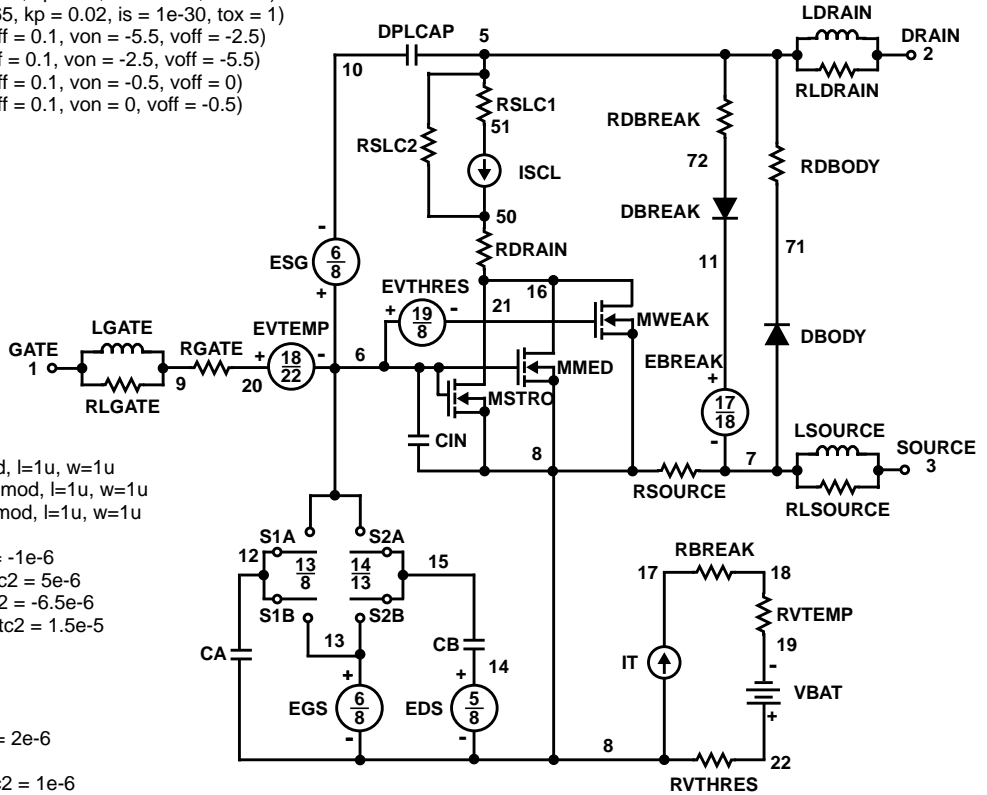 65, kp = 0.02, is = 1e-30, tox = 1)
ff = 0.1, von = -5.5, voff = -2.5)
f = 0.1, von = -2.5, voff = -5.5)
ff = 0.1, von = -0.5, voff = 0)
ff = 0.1, von = 0, voff = -0.5)
LDRAIN
DPLCAP
5
DRAIN
2
10
RLDRAIN
RSLC1
51
RDBREAK
RSLC2
72
RDBODY
ISCL
DBREAK
50
-
ESG
6
8
+
RDRAIN
11
71
EVTHRES
+
19
8
-
21
16
MWEAK
LGATE
EVTEMP
GATE
1
RGATE
+
18
22
-
6
MMED
EBREAK
DBODY
9
20
MSTRO
+
17
18
-
RLGATE
CIN
LSOURCE
8
7
SOURCE
3
d, l=1u, w=1u
mod, l=1u, w=1u
mod, l=1u, w=1u
RSOURCE
RLSOURCE
= -1e-6
c2 = 5e-6
2 = -6.5e-6
tc2 = 1.5e-5
S1A
S2A
12
13
8
14
13
15
RBREAK
17
18
S1B
S2B
RVTEMP
13
CB
19
CA
14
IT
-
+
+
VBAT
EGS
6
8
EDS
5
8
+
-
-
= 2e-6
8
22
c2 = 1e-6
RVTHRES